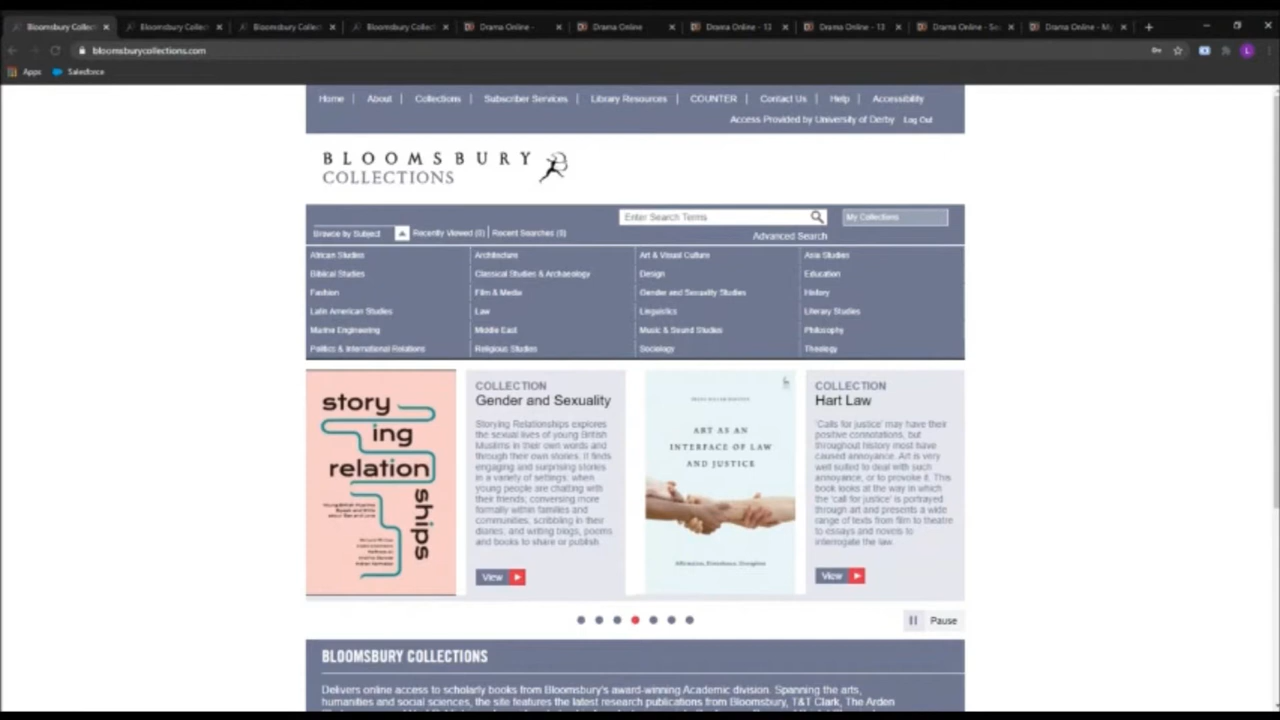 Bloomsbury Collec
Bloomsbury Collect
Bloomsbury Collect
Bloomsbury Collect
Drama Online -
Drama Online
Drama Online - 13
Drama Online - 13
Drama Online - Se
Drama Online - M
bloomsburycollections.com
L
Apps
Salesforce
Home | About | Collections | Subscriber Services | Library Resources | COUNTER | Contact Us | Help | Accessibility
Access Provided by University of Derby Log Out
BLOOMSBURY
COLLECTIONS
Enter Search Terms
My Collections
Browse by Subject
Recently Viewed (0) | Recent Searches (0)
Advanced Search
African Studies Architecture Art & Visual Culture Asia Studies
Biblical Studies Classical Studies & Archaeology Design Education
Fashion Film & Media Gender and Sexuality Studies History
Latin American Studies Law Linguistics Literary Studies
Marine Engineering Middle East Music & Sound Studies Philosophy
Politics & International Relations Religious Studies Sociology Theology
story
ing
relation
ships
COLLECTION
Gender and Sexuality
Storying Relationships explores
the sexual lives of young British
Muslims in their own words and
through their own stories. It finds
engaging and surprising stories
in a variety of settings: when
young people are chatting with
their friends; conversing more
formally within families and
communities; scribbling in their
diaries; and writing blogs, poems
and books to share or publish.
View
ART AS AN
INTERFACE OF LAW
AND JUSTICE
Affirmation, Disturbance, Disruption
COLLECTION
Hart Law
'Calls for justice' may have their
positive connotations, but
throughout history most have
caused annoyance. Art is very
well suited to deal with such
annoyance, or to provoke it. This
book looks at the way in which
the 'call for justice' is portrayed
through art and presents a wide
range of texts from film to theatre
to essays and novels to
interrogate the law.
View
Pause
BLOOMSBURY COLLECTIONS
Delivers online access to scholarly books from Bloomsbury's award-winning Academic division. Spanning the arts,
humanities and social sciences, the site features the latest research publications from Bloomsbury, T&T Clark, The Arden